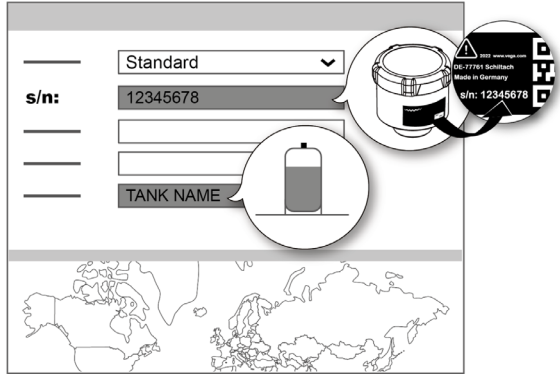 Standard
s/n:
12345678
TANK NAME
2022 www.vega.com
DE-77761 Schiltach
Made in Germany
s/n: 12345678